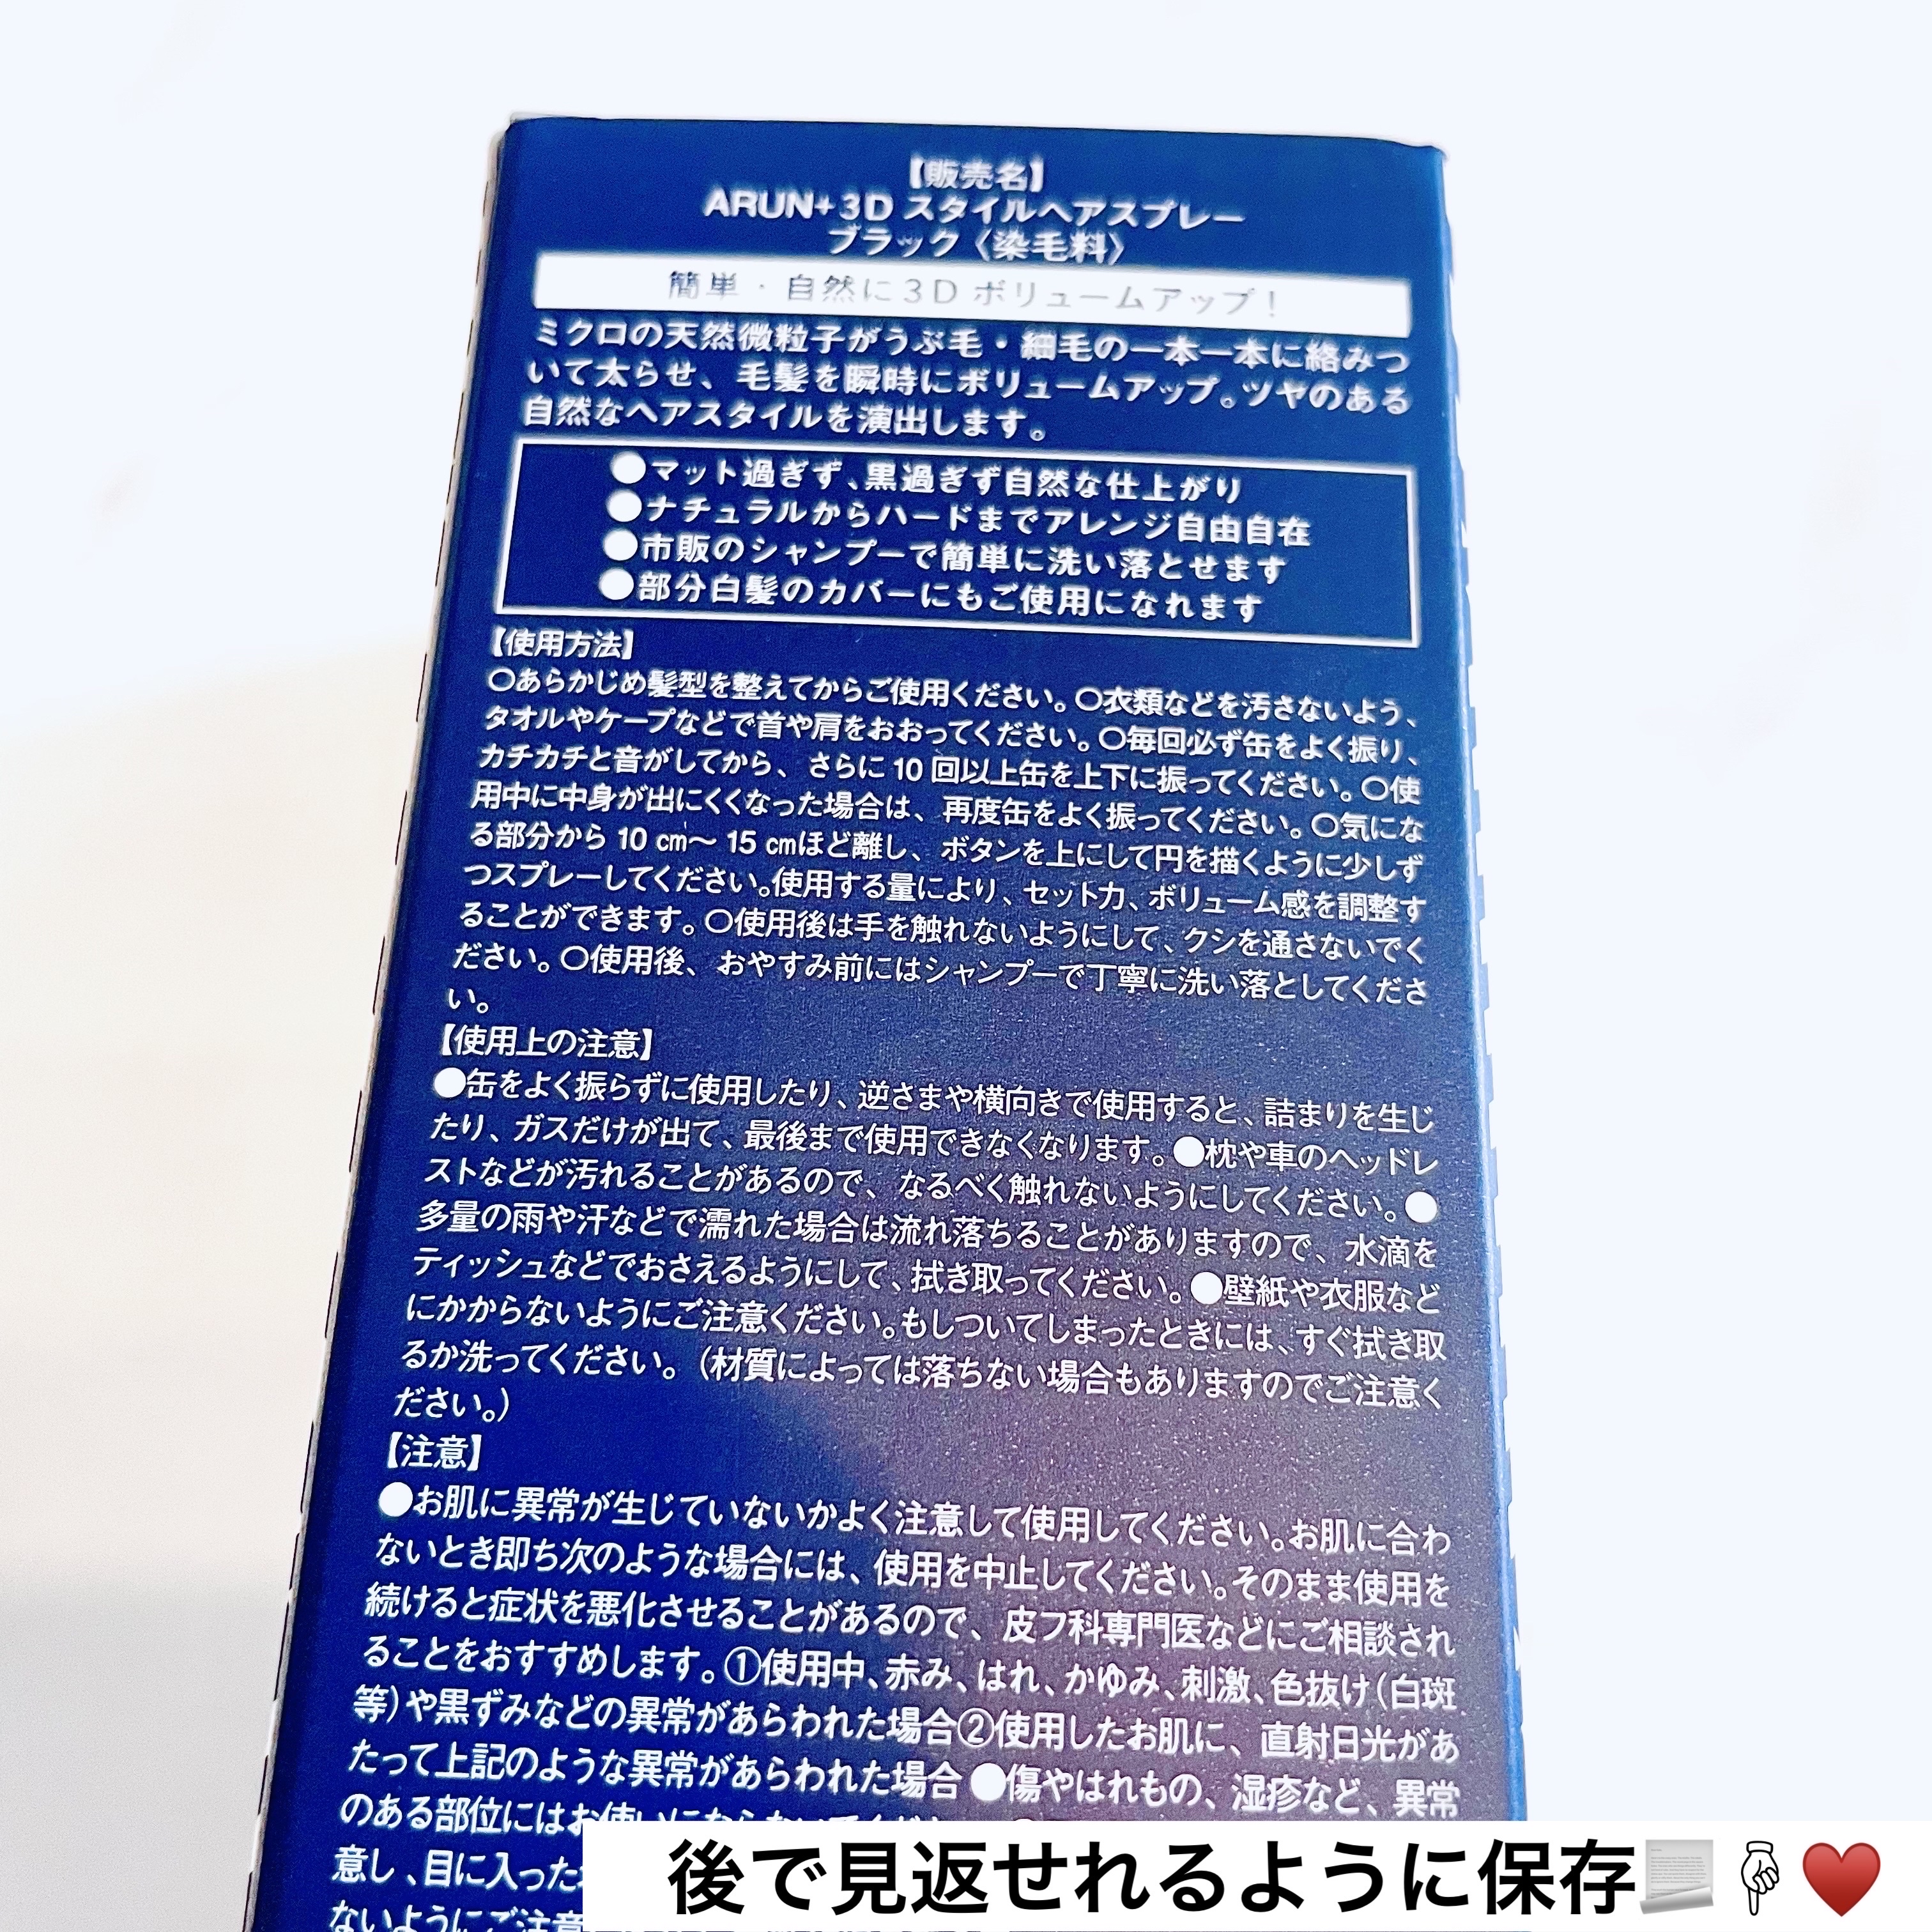 【販売名】
ARUN+3D スタイルヘアスプレー
ブラック〈染毛料〉
簡単・自然に3D ボリュームアップ！
ミクロの天然微粒子がうぶ毛・細毛の一本一本に絡みつ
いて太らせ、毛髪を瞬時にボリュームアップ。ツヤのある
自然なヘアスタイルを演出します。
●マット過ぎず、黒過ぎず自然な仕上がり
●ナチュラルからハードまでアレンジ自由自在
●市販のシャンプーで簡単に洗い落とせます
●部分白髪のカバーにもご使用になれます
【使用方法】
○あらかじめ髪型を整えてからご使用ください。○衣類などを汚さないよう、
タオルやケープなどで首や肩をおおってください。○毎回必ず缶をよく振り、
カチカチと音がしてから、さらに 10 回以上缶を上下に振ってください。○使
用中に中身が出にくくなった場合は、再度缶をよく振ってください。○気にな
る部分から 10 ㎝〜 15 ㎝ほど離し、ボタンを上にして円を描くように少しず
つスプレーしてください。使用する量により、セット力、ボリューム感を調整す
ることができます。○使用後は手を触れないようにして、クシを通さないでく
ださい。○使用後、おやすみ前にはシャンプーで丁寧に洗い落としてくださ
い。
【使用上の注意】
●缶をよく振らずに使用したり、逆さまや横向きで使用すると、詰まりを生じ
たり、ガスだけが出て、最後まで使用できなくなります。●枕や車のヘッドレ
ストなどが汚れることがあるので、なるべく触れないようにしてください。●
多量の雨や汗などで濡れた場合は流れ落ちることがありますので、水滴を
ティッシュなどでおさえるようにして、拭き取ってください。●壁紙や衣服など
にかからないようにご注意ください。もしついてしまったときには、すぐ拭き取
るか洗ってください。（材質によっては落ちない場合もありますのでご注意く
ださい。）
【注意】
●お肌に異常が生じていないかよく注意して使用してください。お肌に合わ
ないとき即ち次のような場合には、使用を中止してください。そのまま使用を
続けると症状を悪化させることがあるので、皮フ科専門医などにご相談され
ることをおすすめします。①使用中、赤み、はれ、かゆみ、刺激、色抜け（白斑
等）や黒ずみなどの異常があらわれた場合②使用したお肌に、直射日光があ
たって上記のような異常があらわれた場合 ●傷やはれもの、湿疹など、異常
のある部位にはお使いにならないでくだ
意し、目に入った
ないようにご注意
後で見返せれるように保存📃👇❤️